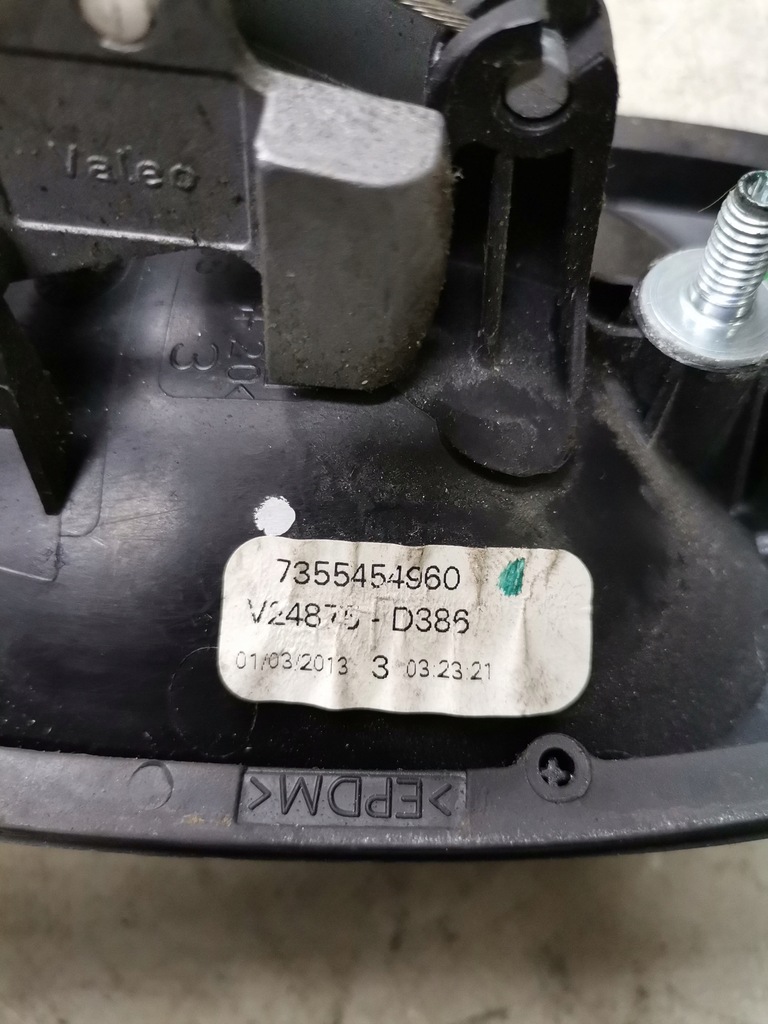 Valeo
3
20<
7355454960
V24875 - D386
01/03/2013 3 03:23:21
>EPDM<